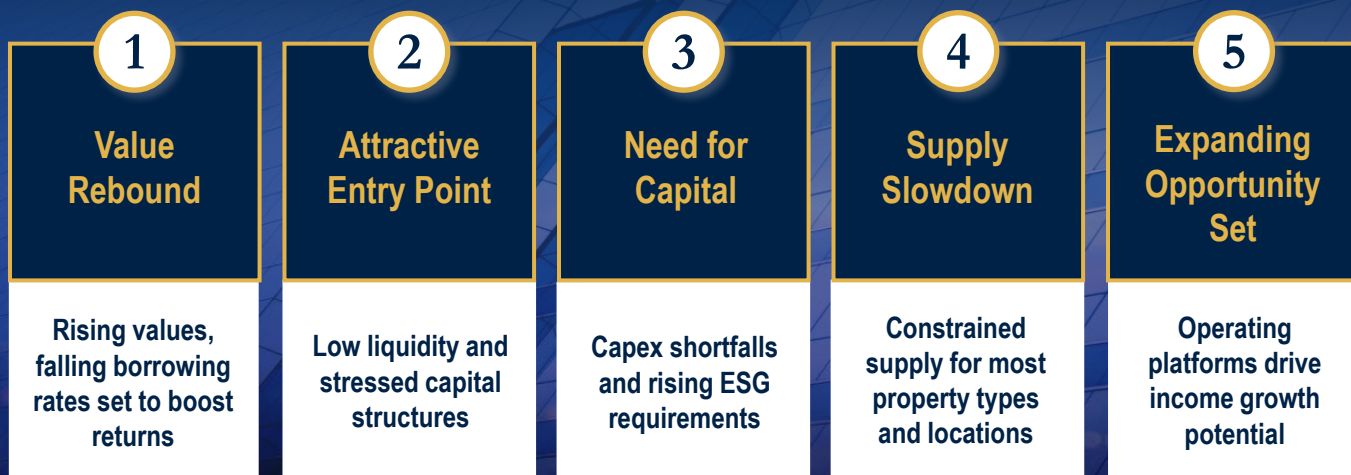 1
Value
Rebound
Rising values,
falling borrowing
rates set to boost
returns
2
Attractive
Entry Point
Low liquidity and
stressed capital
structures
3
Need for
Capital
Capex shortfalls
and rising ESG
requirements
4
Supply
Slowdown
Constrained
supply for most
property types
and locations
5
Expanding
Opportunity
Set
Operating
platforms drive
income growth
potential